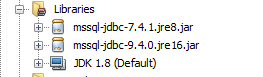 Libraries
mssql-jdbc-7.4.1.jre8.jar
mssql-jdbc-9.4.0.jre16.jar
JDK 1.8 (Default)